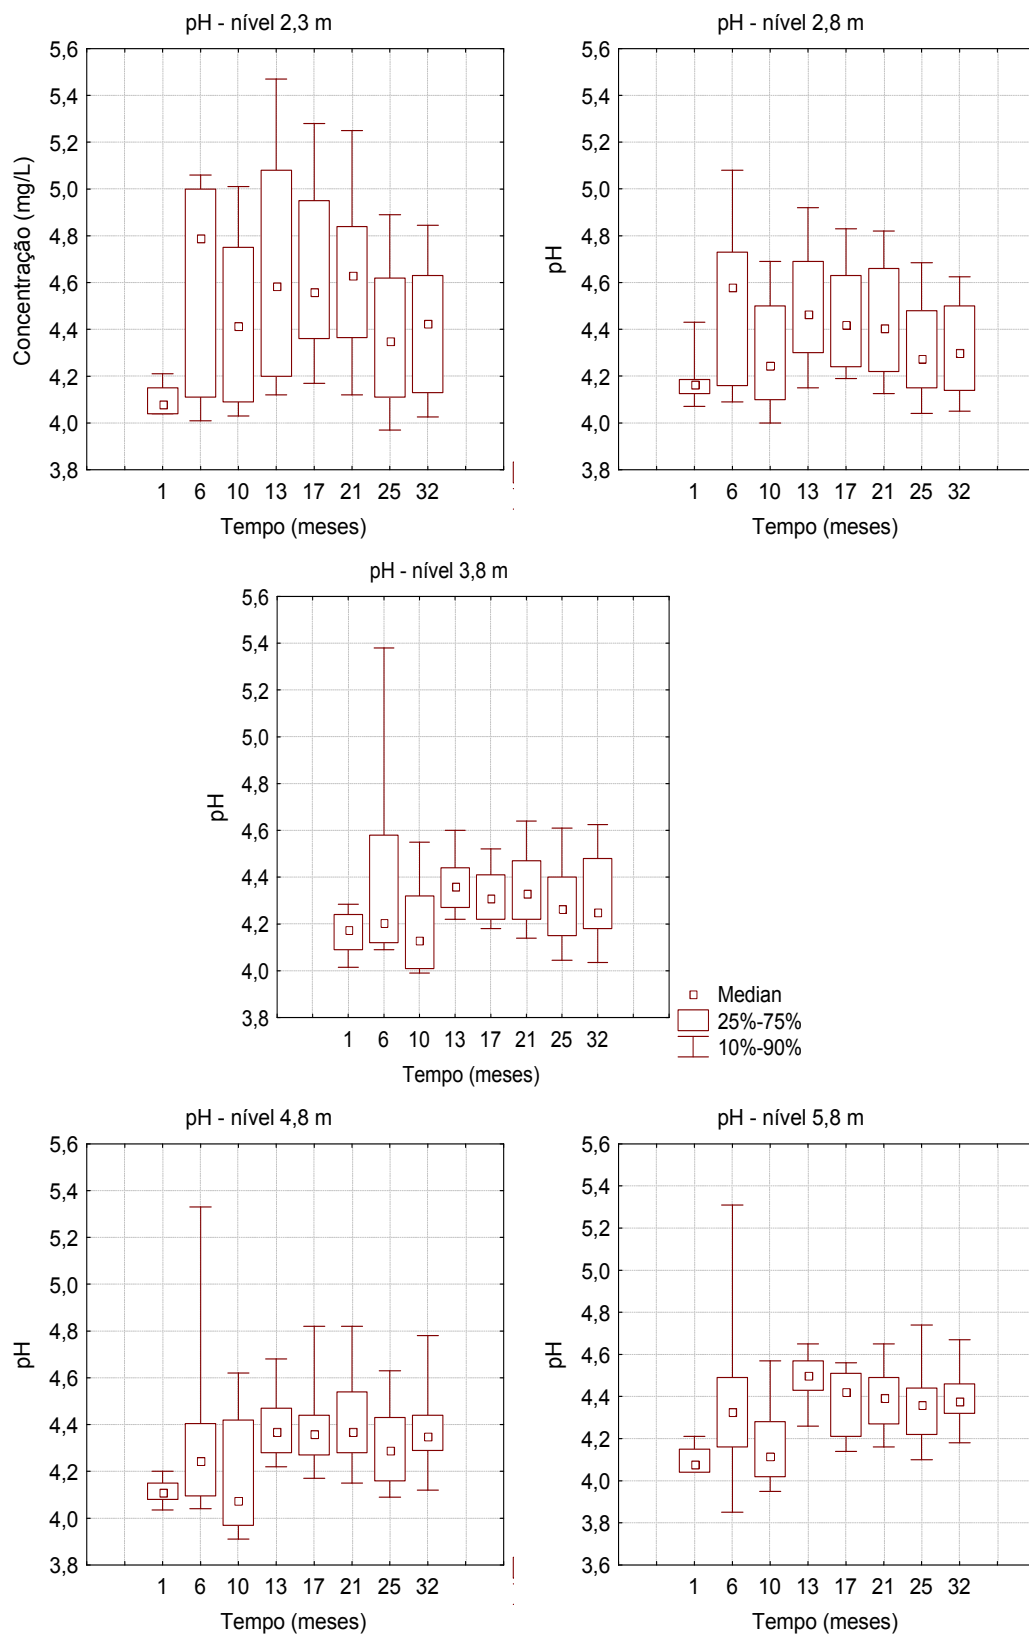 pH - nível 2,3 m
5,6
5,4
5,2
5,0
4,8
4,6
4,4
4,2
4,0
3,8
Concentração (mg/L)
1 6 10 13 17 21 25 32
Tempo (meses)
pH - nível 2,8 m
5,6
5,4
5,2
5,0
4,8
4,6
4,4
4,2
4,0
3,8
pH
1 6 10 13 17 21 25 32
Tempo (meses)
pH - nível 3,8 m
5,6
5,4
5,2
5,0
4,8
4,6
4,4
4,2
4,0
3,8
pH
1 6 10 13 17 21 25 32
Tempo (meses)
Median
25%-75%
10%-90%
pH - nível 4,8 m
5,6
5,4
5,2
5,0
4,8
4,6
4,4
4,2
4,0
3,8
pH
1 6 10 13 17 21 25 32
Tempo (meses)
pH - nível 5,8 m
5,6
5,4
5,2
5,0
4,8
4,6
4,4
4,2
4,0
3,8
3,6
pH
1 6 10 13 17 21 25 32
Tempo (meses)